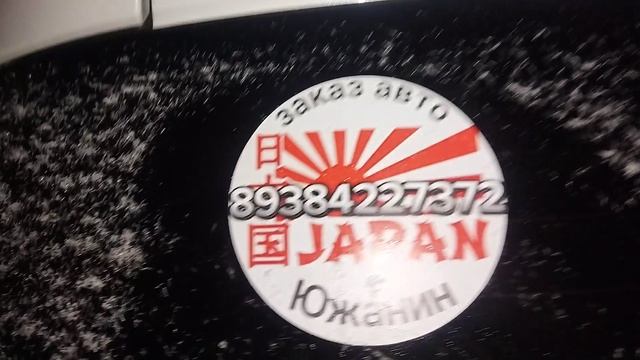 заказ авто
日
89384227372
国 JAPAN
Южанин